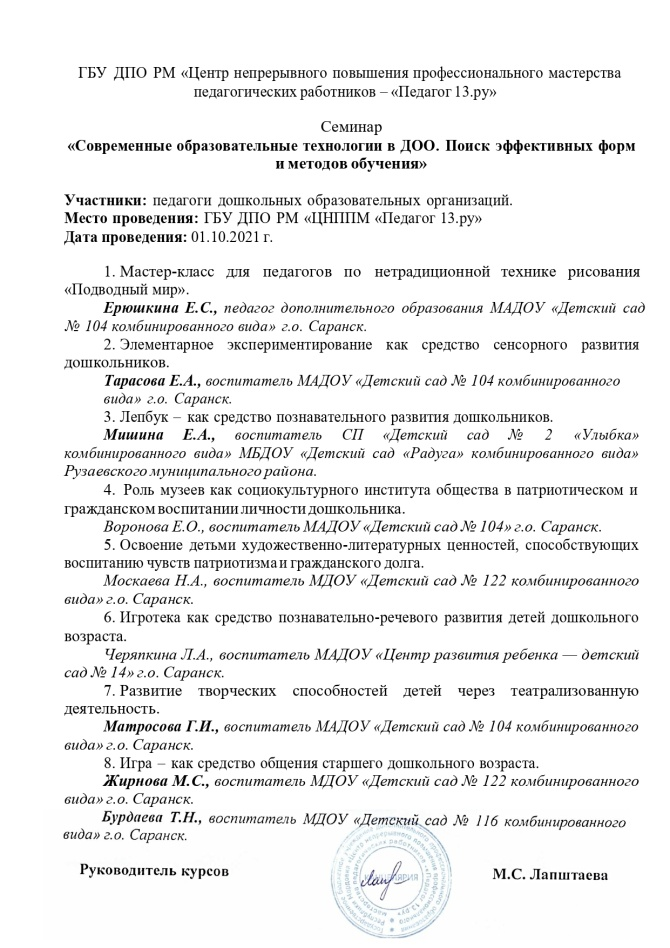 ГБУ ДПО РМ «Центр непрерывного повышения профессионального мастерства
педагогических работников – «Педагог 13.ру»
Семинар
«Современные образовательные технологии в ДОО. Поиск эффективных форм
и методов обучения»
Участники: педагоги дошкольных образовательных организаций.
Место проведения: ГБУ ДПО РМ «ЦНППМ «Педагог 13.ру»
Дата проведения: 01.10.2021 г.
1. Мастер-класс для педагогов по нетрадиционной технике рисования
«Подводный мир».
Ерюшкина Е.С., педагог дополнительного образования МАДОУ «Детский сад
№ 104 комбинированного вида» г.о. Саранск.
2. Элементарное экспериментирование как средство сенсорного развития
дошкольников.
Тарасова Е.А., воспитатель МАДОУ «Детский сад № 104 комбинированного
вида» г.о. Саранск.
3. Лепбук – как средство познавательного развития дошкольников.
Мишина Е.А., воспитатель СП «Детский сад № 2 «Улыбка»
комбинированного вида» МБДОУ «Детский сад «Радуга» комбинированного вида»
Рузаевского муниципального района.
4. Роль музеев как социокультурного института общества в патриотическом и
гражданском воспитании личности дошкольника.
Воронова Е.О., воспитатель МАДОУ «Детский сад № 104» г.о. Саранск.
5. Освоение детьми художественно-литературных ценностей, способствующих
воспитанию чувств патриотизма и гражданского долга.
Москаева Н.А., воспитатель МДОУ «Детский сад № 122 комбинированного
вида» г.о. Саранск.
6. Игротека как средство познавательно-речевого развития детей дошкольного
возраста.
Черяпкина Л.А., воспитатель МАДОУ «Центр развития ребенка — детский
сад № 14» г.о. Саранск.
7. Развитие творческих способностей детей через театрализованную
деятельность.
Матросова Г.И., воспитатель МАДОУ «Детский сад № 104 комбинированного
вида» г.о. Саранск.
8. Игра – как средство общения старшего дошкольного возраста.
Жирнова М.С., воспитатель МДОУ «Детский сад № 122 комбинированного
вида» г.о. Саранск.
Бурдаева Т.Н., воспитатель МДОУ «Детский сад № 116 комбинированного
вида» г.о. Саранск.
Руководитель курсов
М.С. Лапштаева